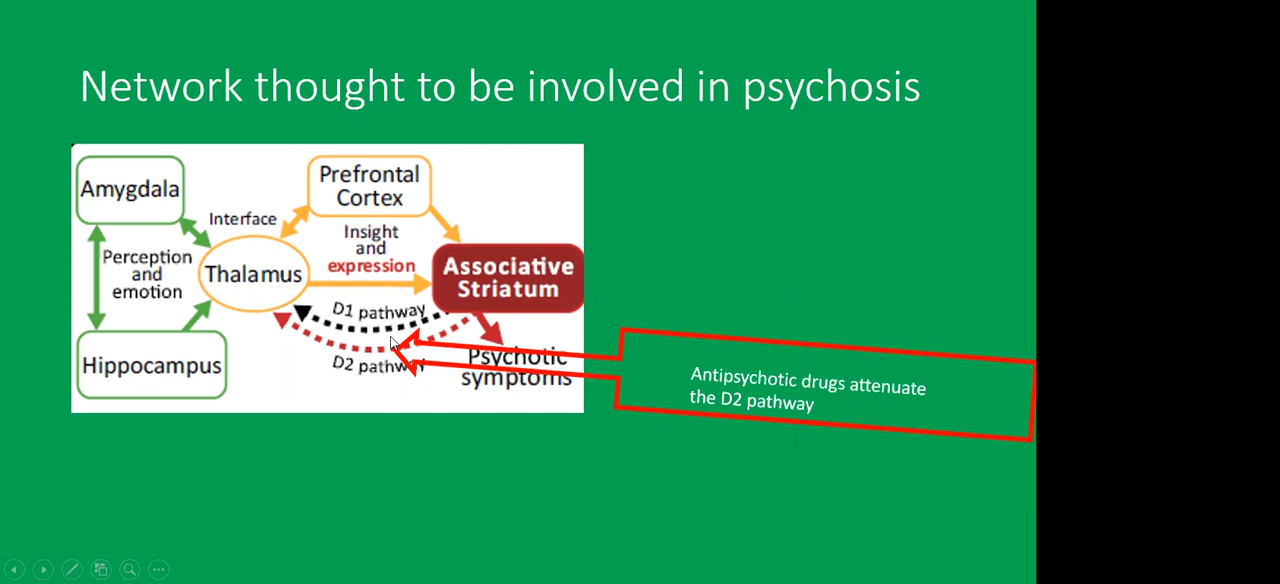 Network thought to be involved in psychosis
Amygdala
Prefrontal
Cortex
Interface
Insight
and
expression
Perception
and
emotion
Thalamus
Associative
Striatum
D1 pathway
D2 pathway
Hippocampus
Psychotic
symptoms
Antipsychotic drugs attenuate
the D2 pathway